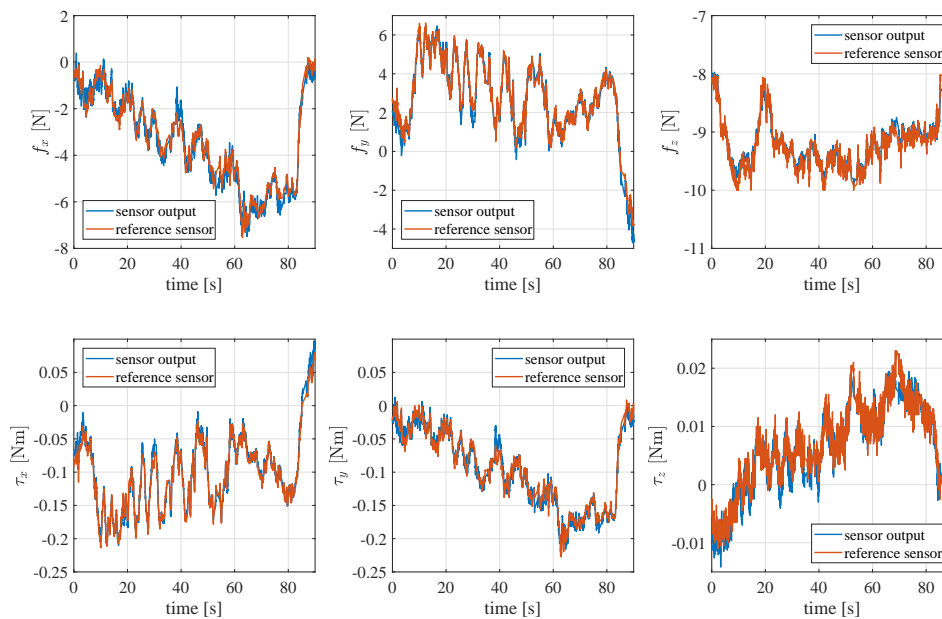 2
0
-2
-4
-6
-8
f_x [N]
sensor output
reference sensor
0 20 40 60 80
time [s]
6
4
2
0
-2
-4
f_y [N]
sensor output
reference sensor
0 20 40 60 80
time [s]
-7
-8
-9
-10
-11
f_z [N]
sensor output
reference sensor
0 20 40 60 80
time [s]
0.05
0
-0.05
-0.1
-0.15
-0.2
-0.25
τ_x [Nm]
sensor output
reference sensor
0 20 40 60 80
time [s]
0.05
0
-0.05
-0.1
-0.15
-0.2
-0.25
τ_y [Nm]
sensor output
reference sensor
0 20 40 60 80
time [s]
0.02
0.01
0
-0.01
τ_z [Nm]
sensor output
reference sensor
0 20 40 60 80
time [s]